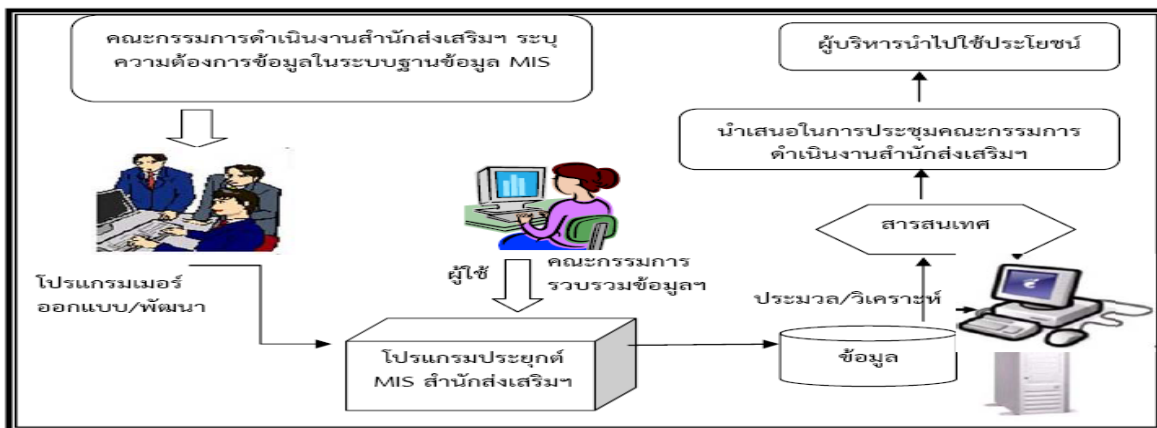 คณะกรรมการดำเนินงานสำนักส่งเสริมฯ ระบุ
ความต้องการข้อมูลในระบบฐานข้อมูล MIS
ผู้บริหารนำไปใช้ประโยชน์
นำเสนอในการประชุมคณะกรรมการ
ดำเนินงานสำนักส่งเสริมฯ
สารสนเทศ
โปรแกรมเมอร์
ออกแบบ/พัฒนา
ผู้ใช้
คณะกรรมการ
รวบรวมข้อมูลฯ
ประมวล/วิเคราะห์
โปรแกรมประยุกต์
MIS สำนักส่งเสริมฯ
ข้อมูล